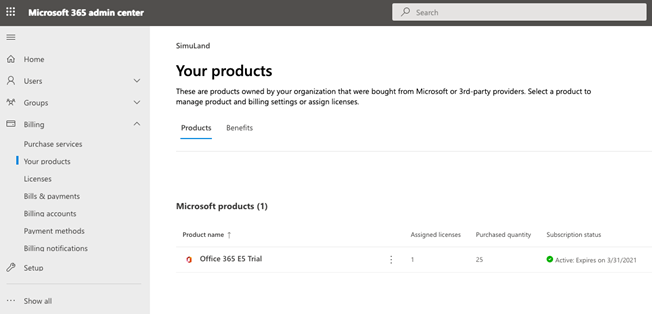 Microsoft 365 admin center
Search
Home
Users
Groups
Billing
Purchase services
Your products
Licenses
Bills & payments
Billing accounts
Payment methods
Billing notifications
Setup
Show all
SimuLand
Your products
These are products owned by your organization that were bought from Microsoft or 3rd-party providers. Select a product to
manage product and billing settings or assign licenses.
Products Benefits
Microsoft products (1)
Product name ↑ Assigned licenses Purchased quantity Subscription status
Office 365 E5 Trial 1 25 Active: Expires on 3/31/2021